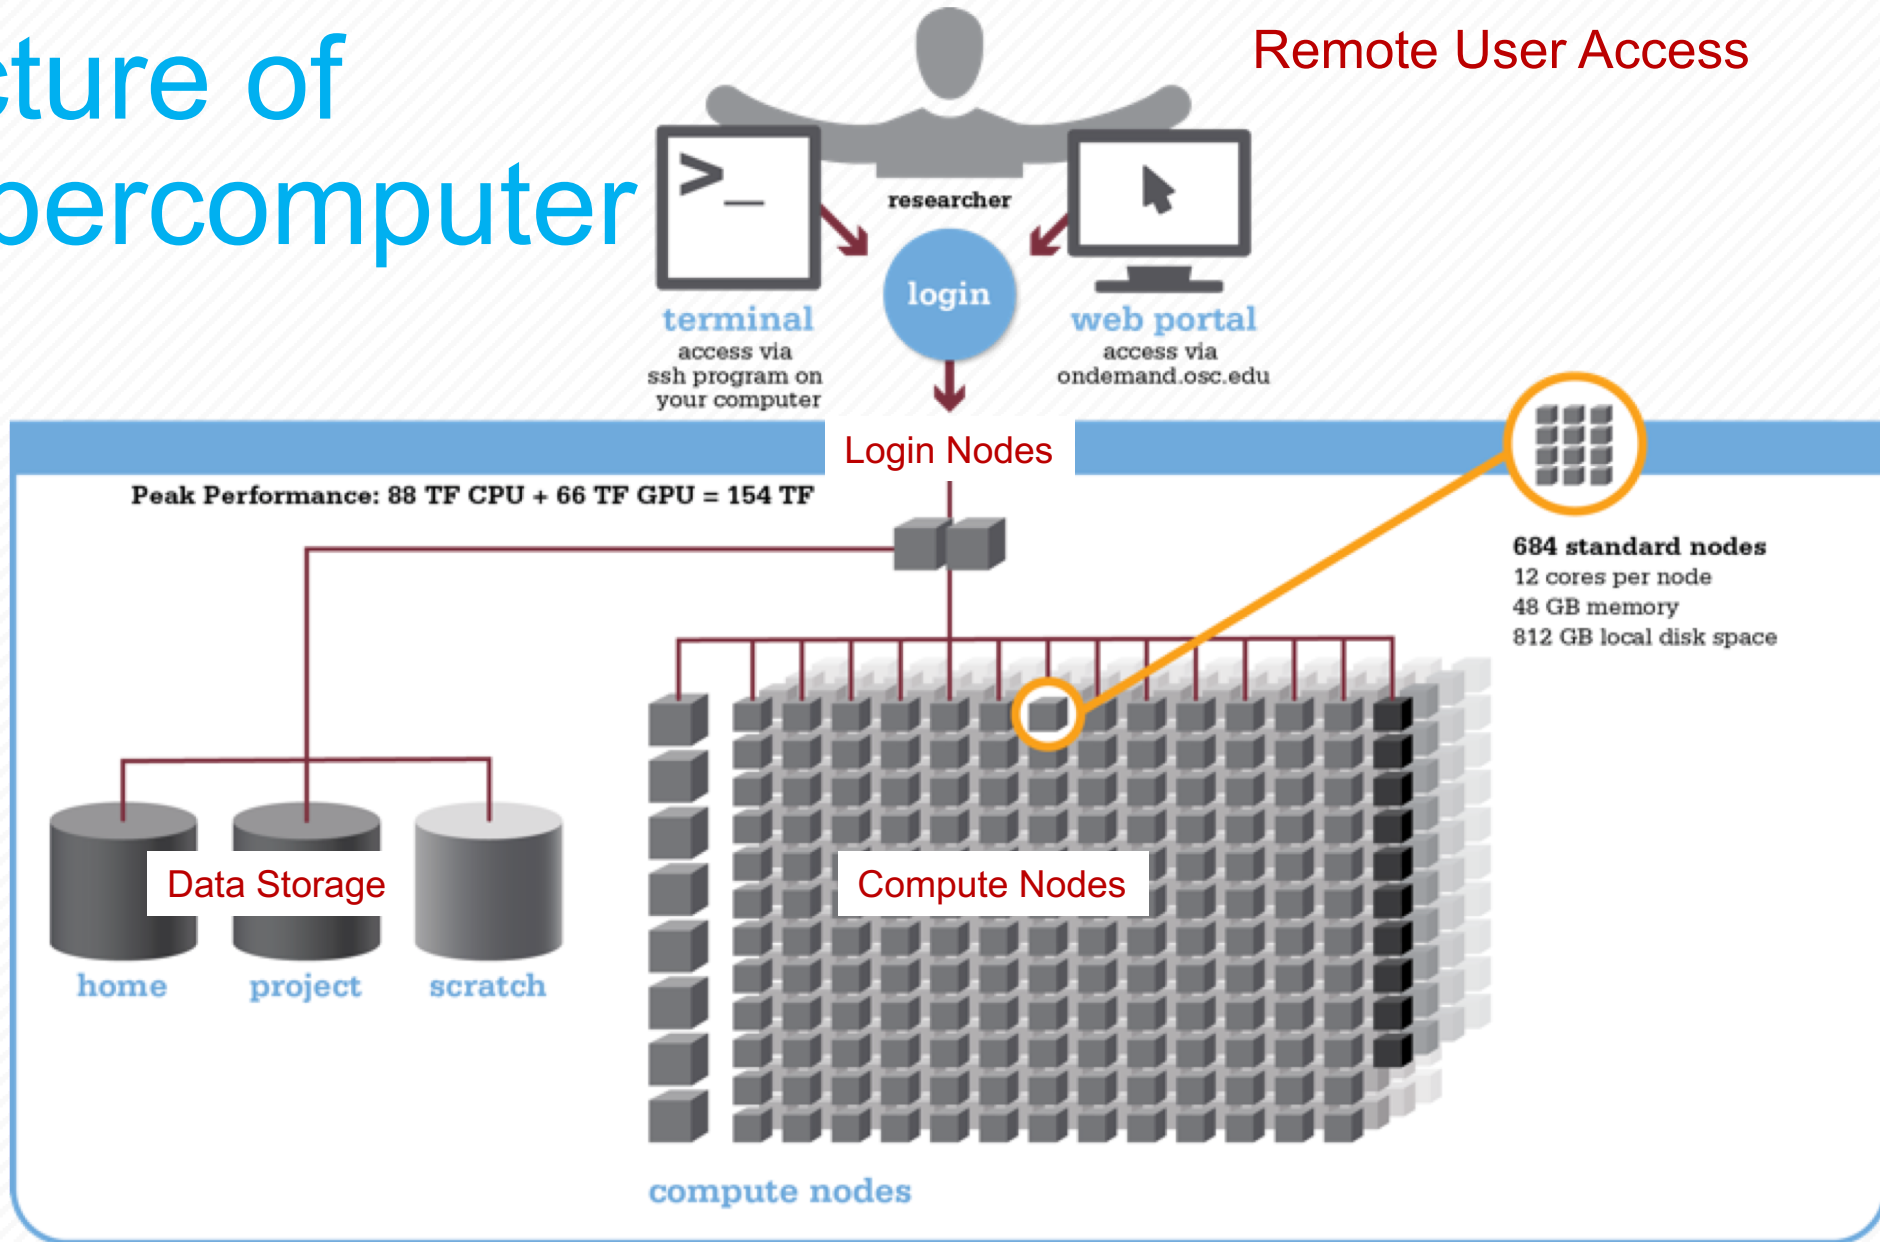 cture of
percomputer
Remote User Access
>_
researcher
login
terminal
access via
ssh program on
your computer
web portal
access via
ondemand.osc.edu
Login Nodes
Peak Performance: 88 TF CPU + 66 TF GPU = 154 TF
684 standard nodes
12 cores per node
48 GB memory
812 GB local disk space
Data Storage
Compute Nodes
home
project
scratch
compute nodes